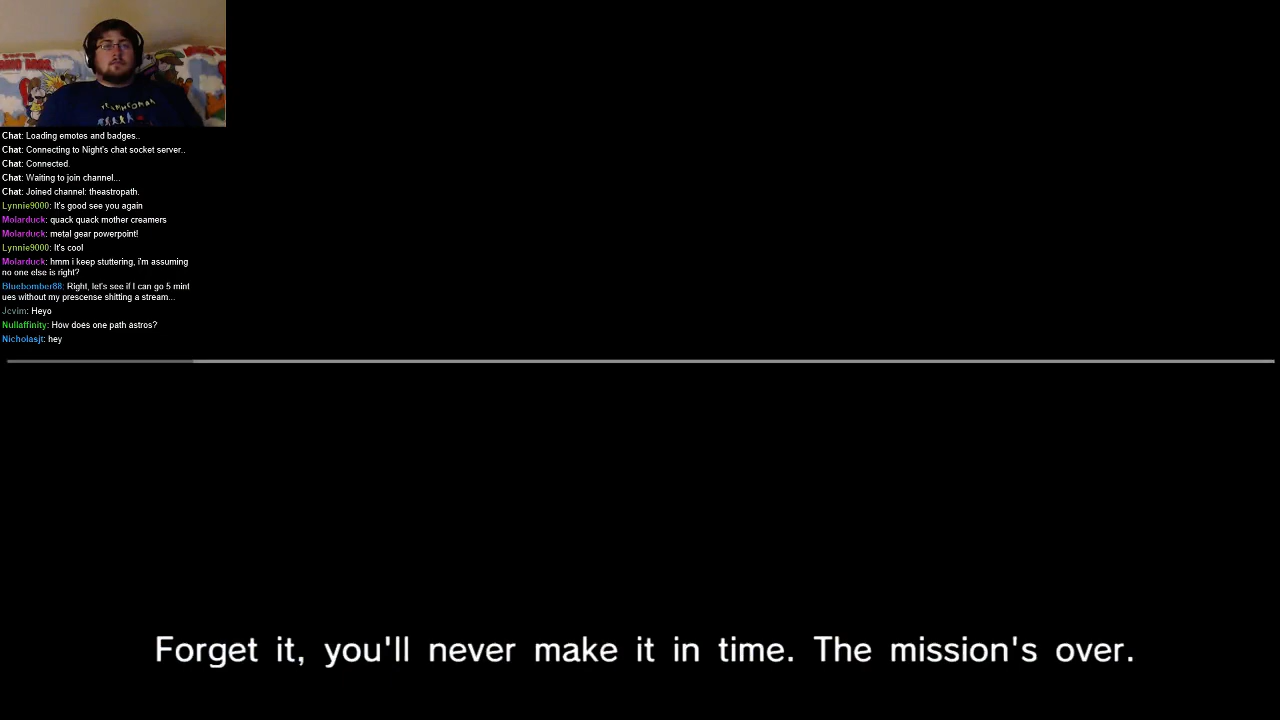 Chat: Loading emotes and badges..
Chat: Connecting to Night's chat socket server..
Chat: Connected.
Chat: Waiting to join channel...
Chat: Joined channel: theastropath.
Lynnie9000: It's good see you again
Molarduck: quack quack mother creamers
Molarduck: metal gear powerpoint!
Lynnie9000: It's cool
Molarduck: hmm i keep stuttering, i'm assuming
no one else is right?
Bluebomber88: Right, let's see if I can go 5 mint
ues without my prescense shitting a stream...
Jcvim: Heyo
Nullaffinity: How does one path astros?
Nicholasjt: hey
Forget it, you'll never make it in time. The mission's over.